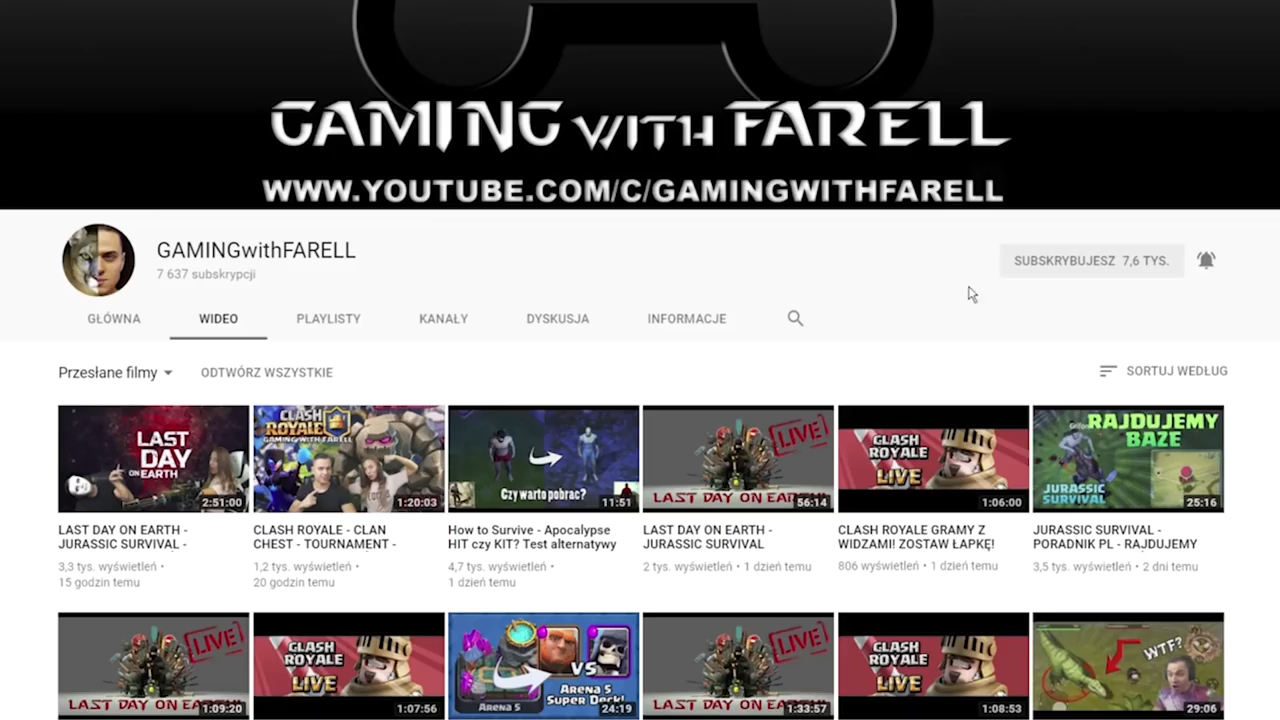 GAMING WITH FARELL
WWW.YOUTUBE.COM/C/GAMINGWITHFARELL
GAMINGwithFARELL
7 637 subskrypcji
SUBSKRYBUJESZ 7,6 TYS.
GŁÓWNA WIDEO PLAYLISTY KANAŁY DYSKUSJA INFORMACJE
Przesłane filmy ODTWÓRZ WSZYSTKIE SORTUJ WEDŁUG
LAST
DAY
ON EARTH
2:51:00
CLASH
ROYALE
GAMING WITH FARELL
1:20:03
Czy warto pobrać?
11:51
LIVE
LAST DAY ON EARTH
56:14
CLASH
ROYALE
LIVE
1:06:00
RAJDUJEMY
BAZE
JURASSIC
SURVIVAL
25:16
LAST DAY ON EARTH -
JURASSIC SURVIVAL -
3,3 tys. wyświetleń •
15 godzin temu
CLASH ROYALE - CLAN
CHEST - TOURNAMENT -
1,2 tys. wyświetleń •
20 godzin temu
How to Survive - Apocalypse
HIT czy KIT? Test alternatywy
4,7 tys. wyświetleń •
1 dzień temu
LAST DAY ON EARTH -
JURASSIC SURVIVAL
2 tys. wyświetleń • 1 dzień temu
CLASH ROYALE GRAMY Z
WIDZAMI! ZOSTAW ŁAPKĘ!
806 wyświetleń • 1 dzień temu
JURASSIC SURVIVAL -
PORADNIK PL - RAJDUJEMY
3,5 tys. wyświetleń • 2 dni temu
LIVE
LAST DAY ON
1:09:20
CLASH
ROYALE
LIVE
1:07:56
VS
Arena 5
Arena 5
Super Deck!
24:19
LIVE
LAST DAY ON
1:33:57
CLASH
ROYALE
LIVE
1:08:53
WTF?
29:06